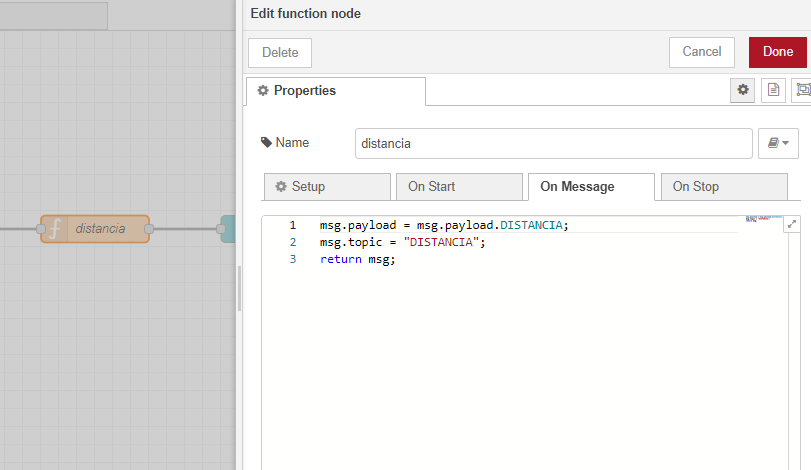 Edit function node
Delete
Cancel
Done
Properties
Name
distancia
Setup
On Start
On Message
On Stop
distancia
1 msg.payload = msg.payload.DISTANCIA;
2 msg.topic = "DISTANCIA";
3 return msg;